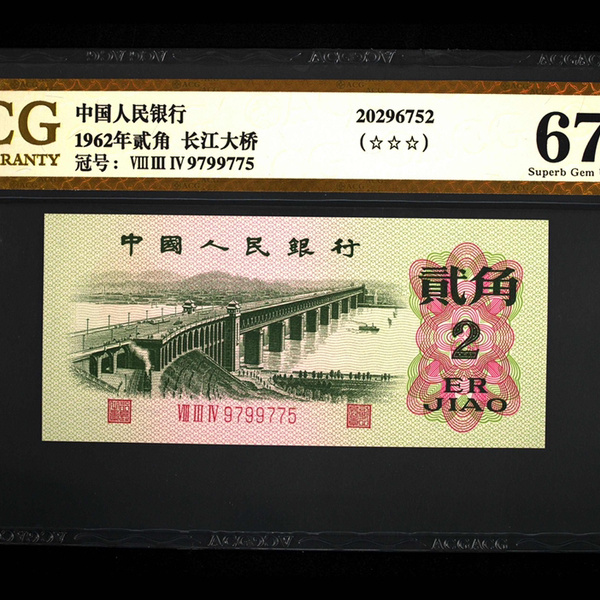 CG
RRANTY
中国人民银行
1962年贰角 长江大桥
冠号: Ⅷ Ⅲ Ⅳ 9799775
20296752
(☆☆☆)
67
Superb Gem
中國人民銀行
貳角
2
ER
JIAO
Ⅷ Ⅲ Ⅳ 9799775